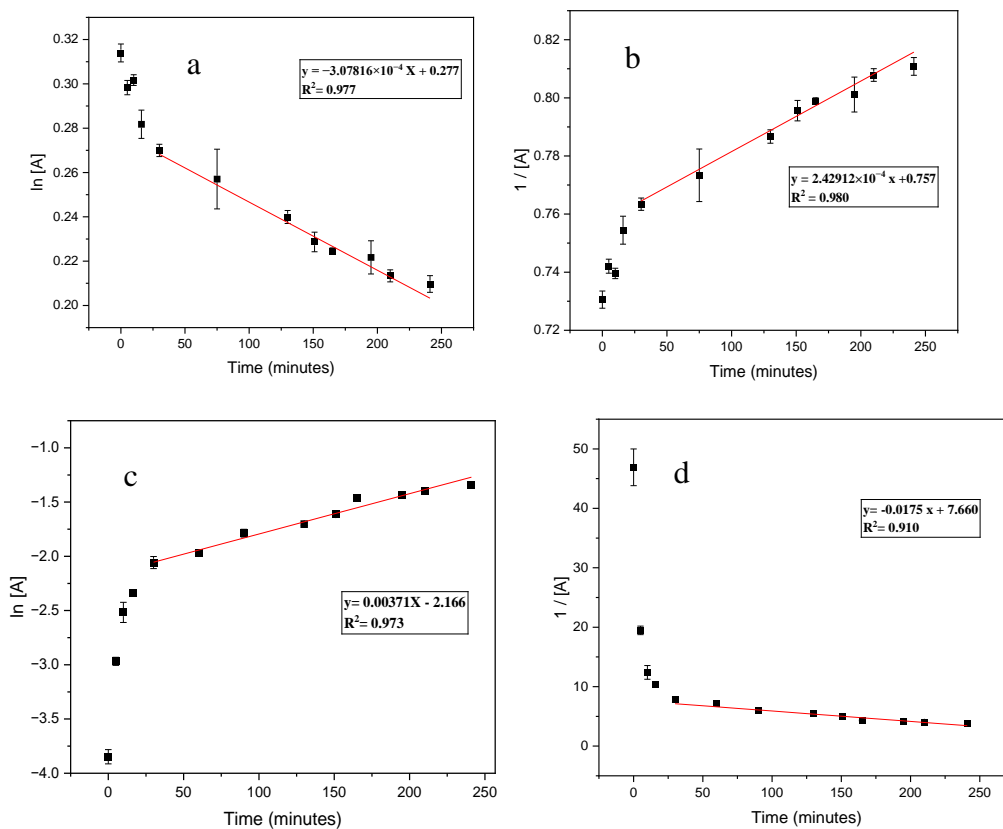 a
y = −3.07816×10⁻⁴ X + 0.277
R²= 0.977
ln [A]
0.32
0.30
0.28
0.26
0.24
0.22
0.20
0 50 100 150 200 250
Time (minutes)
b
y = 2.42912×10⁻⁴ x +0.757
R² = 0.980
1 / [A]
0.82
0.80
0.78
0.76
0.74
0.72
0 50 100 150 200 250
Time (minutes)
c
y= 0.00371X - 2.166
R²= 0.973
ln [A]
−1.0
−1.5
−2.0
−2.5
−3.0
−3.5
−4.0
0 50 100 150 200 250
Time (minutes)
d
y= -0.0175 x + 7.660
R²= 0.910
1 / [A]
50
40
30
20
10
0
0 50 100 150 200 250
Time (minutes)